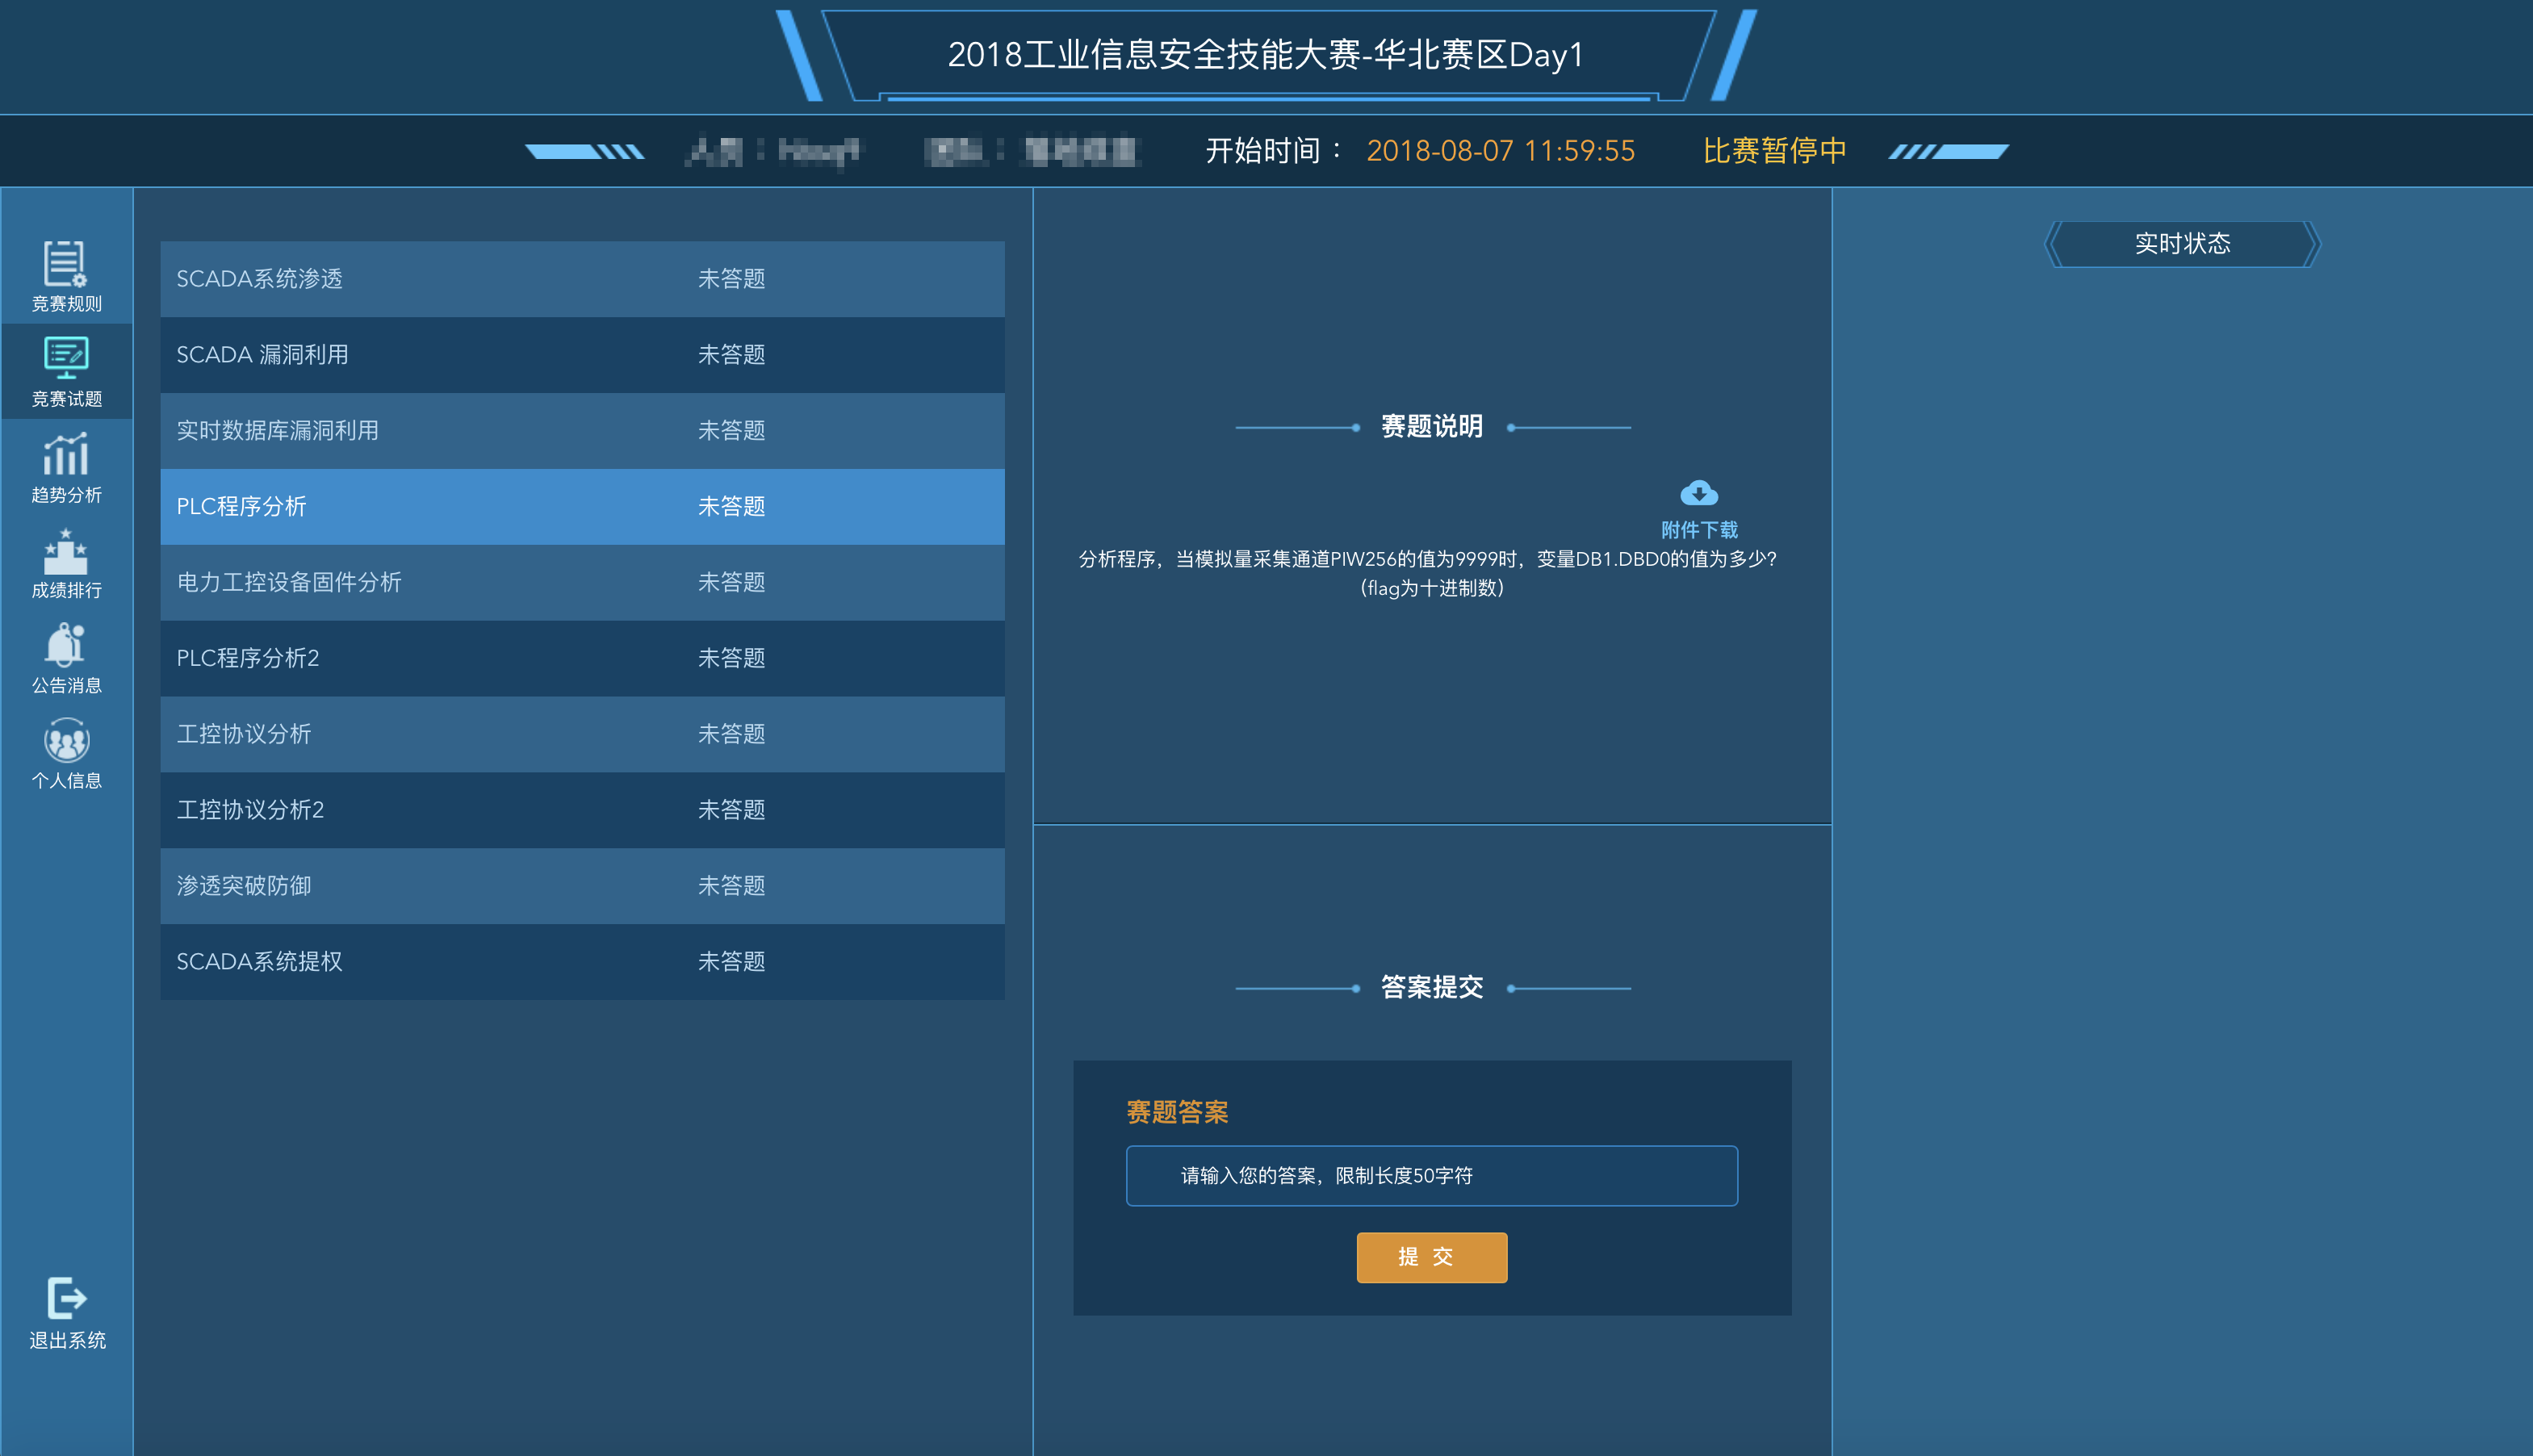 2018工业信息安全技能大赛-华北赛区Day1
开始时间： 2018-08-07 11:59:55 比赛暂停中
竞赛规则
竞赛试题
趋势分析
成绩排行
公告消息
个人信息
退出系统
SCADA系统渗透 未答题
SCADA 漏洞利用 未答题
实时数据库漏洞利用 未答题
PLC程序分析 未答题
电力工控设备固件分析 未答题
PLC程序分析2 未答题
工控协议分析 未答题
工控协议分析2 未答题
渗透突破防御 未答题
SCADA系统提权 未答题
赛题说明
附件下载
分析程序，当模拟量采集通道PIW256的值为9999时，变量DB1.DBD0的值为多少?
(flag为十进制数)
答案提交
赛题答案
请输入您的答案，限制长度50字符
提 交
实时状态